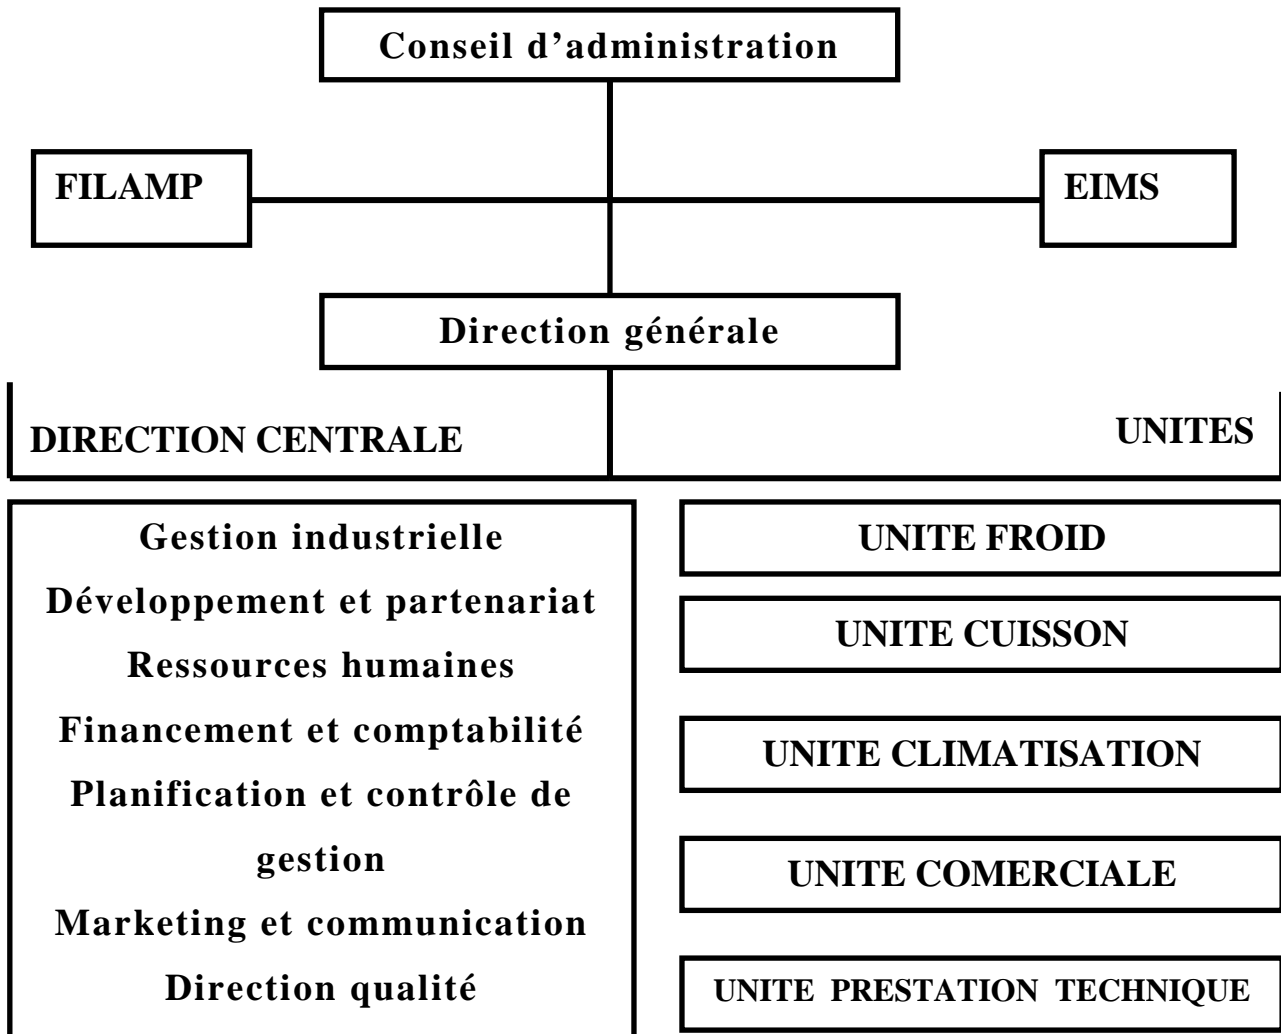 Conseil d’administration
FILAMP
EIMS
Direction générale
DIRECTION CENTRALE
UNITES
Gestion industrielle
Développement et partenariat
Ressources humaines
Financement et comptabilité
Planification et contrôle de
gestion
Marketing et communication
Direction qualité
UNITE FROID
UNITE CUISSON
UNITE CLIMATISATION
UNITE COMERCIALE
UNITE PRESTATION TECHNIQUE